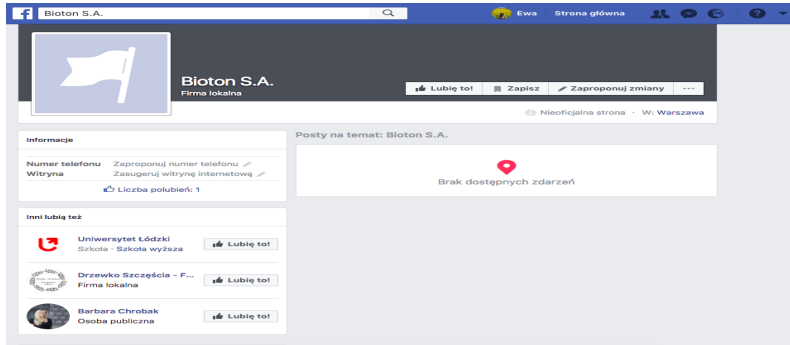 Bioton S.A.
Ewa Strona główna
Bioton S.A.
Firma lokalna
Lubię to! Zapisz Zaproponuj zmiany ...
Nieoficjalna strona · W: Warszawa
Informacje
Numer telefonu Zaproponuj numer telefonu
Witryna Zasugeruj witrynę internetową
Liczba polubień: 1
Inni lubią też
Uniwersytet Łódzki
Szkoła · Szkoła wyższa
Lubię to!
Drzewko Szczęścia - F...
Firma lokalna
Lubię to!
Barbara Chrobak
Osoba publiczna
Lubię to!
Posty na temat: Bioton S.A.
Brak dostępnych zdarzeń